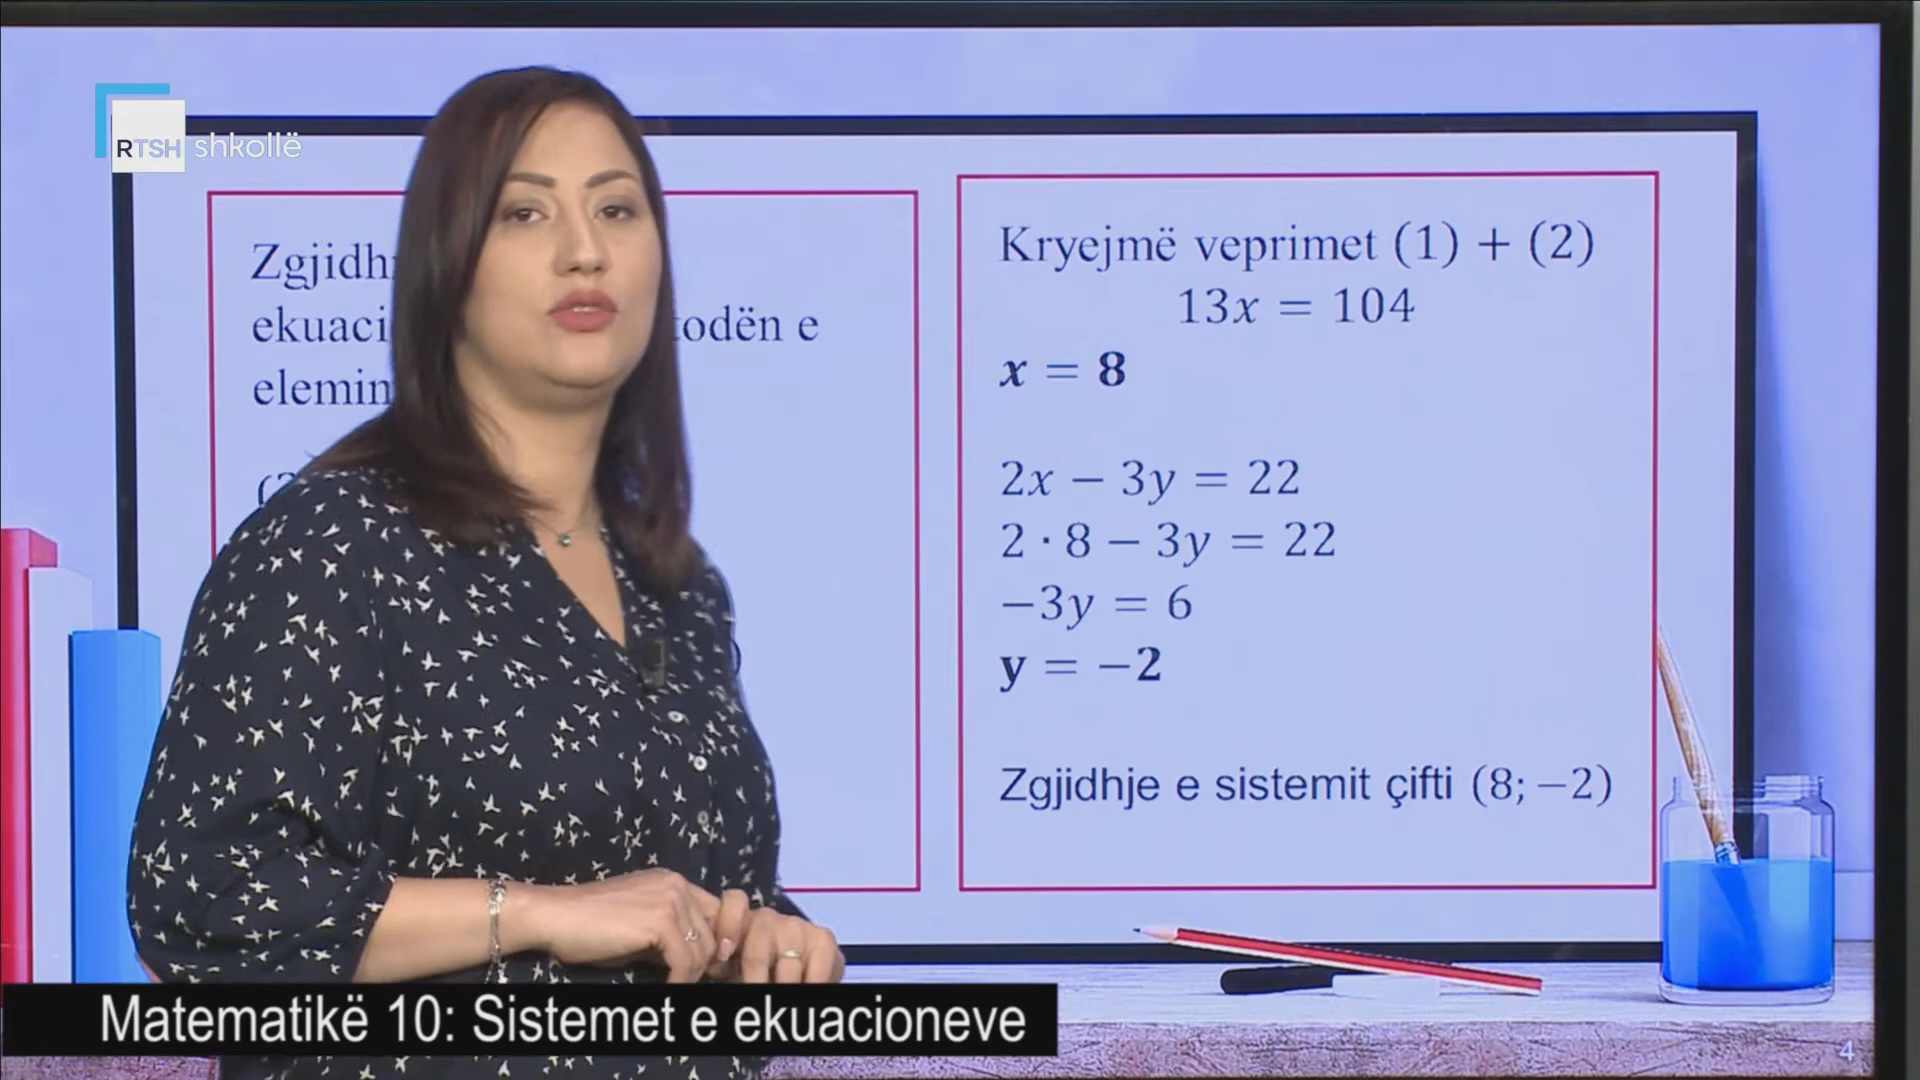 RTSH shkollë
ekuaci
todën e
elemin
Kryejmë veprimet (1) + (2)
13x = 104
x = 8
2x − 3y = 22
2 · 8 − 3y = 22
−3y = 6
y = −2
Zgjidhje e sistemit çifti (8; −2)
Matematikë 10: Sistemet e ekuacioneve
4